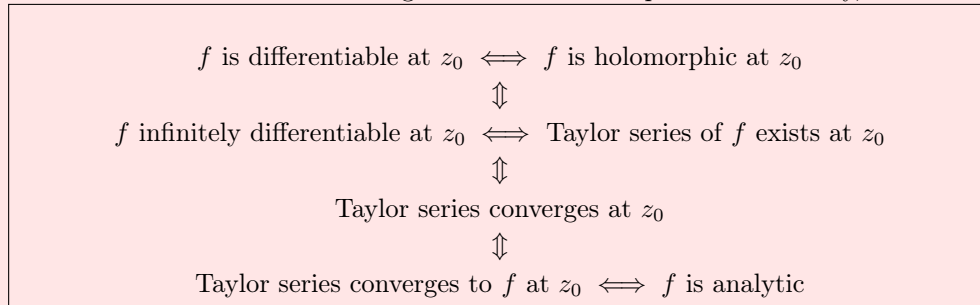 f is differentiable at z₀ ⟺ f is holomorphic at z₀
⇕
f infinitely differentiable at z₀ ⟺ Taylor series of f exists at z₀
⇕
Taylor series converges at z₀
⇕
Taylor series converges to f at z₀ ⟺ f is analytic